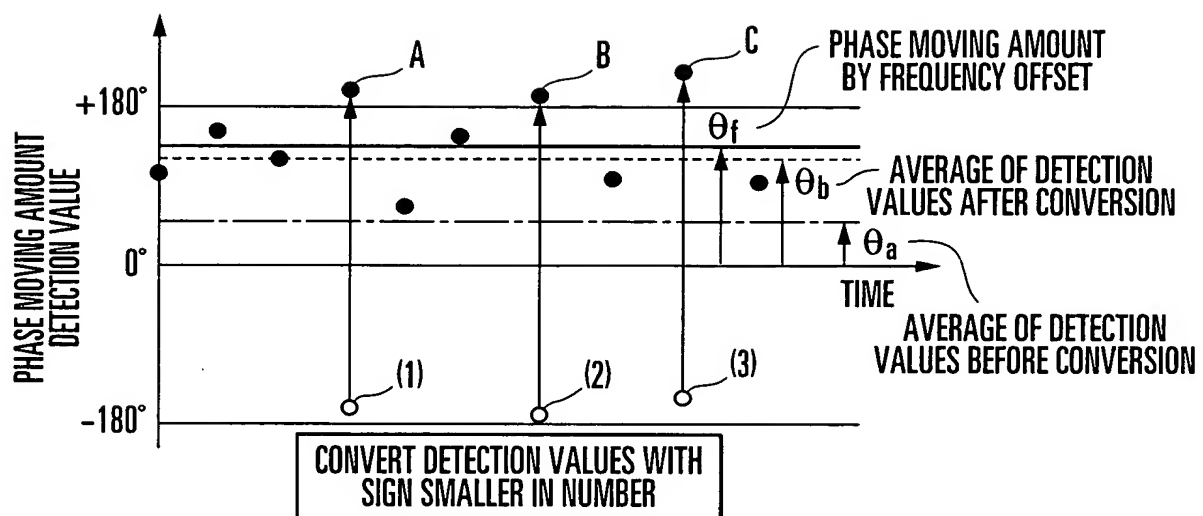 A
B
C
PHASE MOVING AMOUNT
BY FREQUENCY OFFSET
+180°
θf
θb
AVERAGE OF DETECTION
VALUES AFTER CONVERSION
θa
0°
TIME
PHASE MOVING AMOUNT
DETECTION VALUE
AVERAGE OF DETECTION
VALUES BEFORE CONVERSION
(1)
(2)
(3)
−180°
CONVERT DETECTION VALUES WITH
SIGN SMALLER IN NUMBER